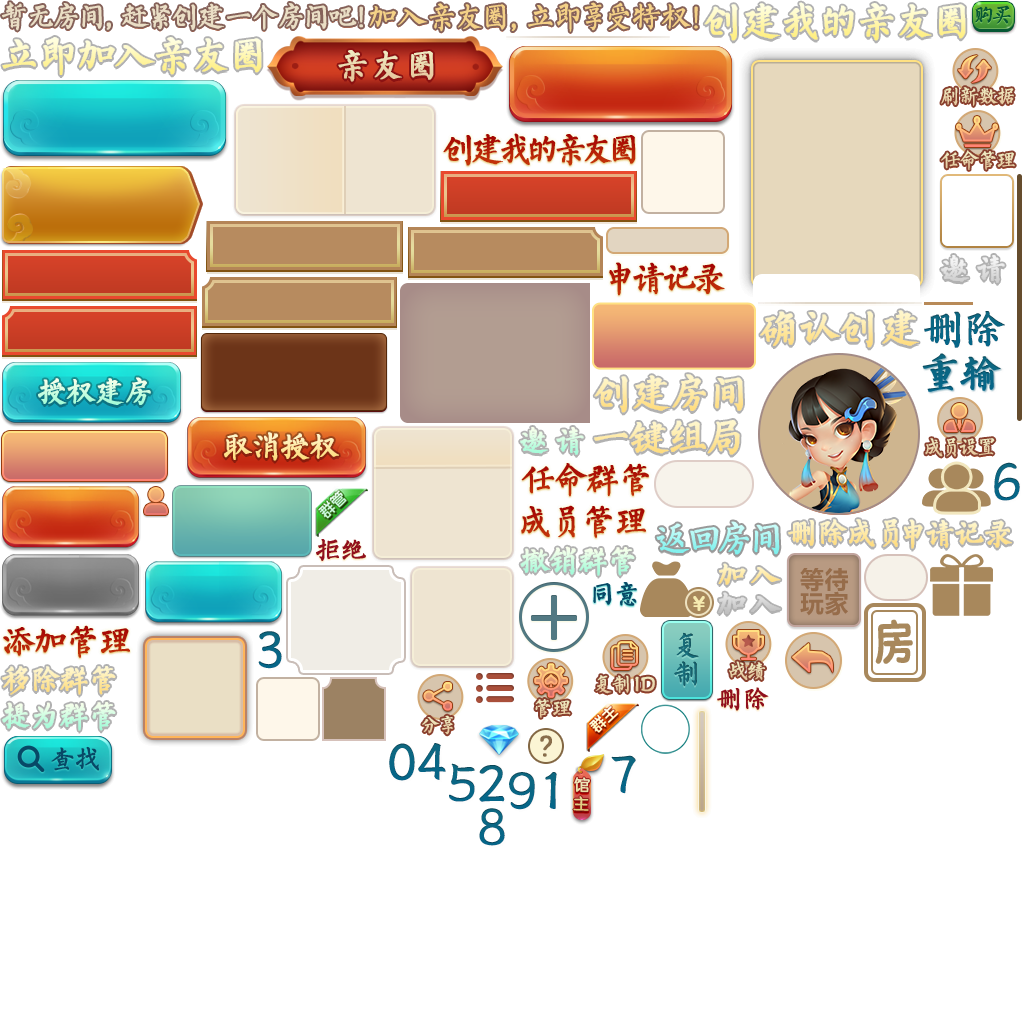 暂无房间,赶紧创建一个房间吧!
加入亲友圈,立即享受特权!
创建我的亲友圈
购买
立即加入亲友圈
亲友圈
刷新数据
创建我的亲友圈
任命管理
邀请
申请记录
确认创建
删除
重输
授权建房
创建房间
取消授权
邀请
一键组局
成员设置
任命群管
6
群管
成员管理
拒绝
返回房间
删除成员
申请记录
撤销群管
同意
¥
加入
加入
等待
玩家
添加管理
3
复制
房
移除群管
复制ID
战绩
删除
提为群管
分享
管理
群主
查找
?
04
52
91
7
馆主
8